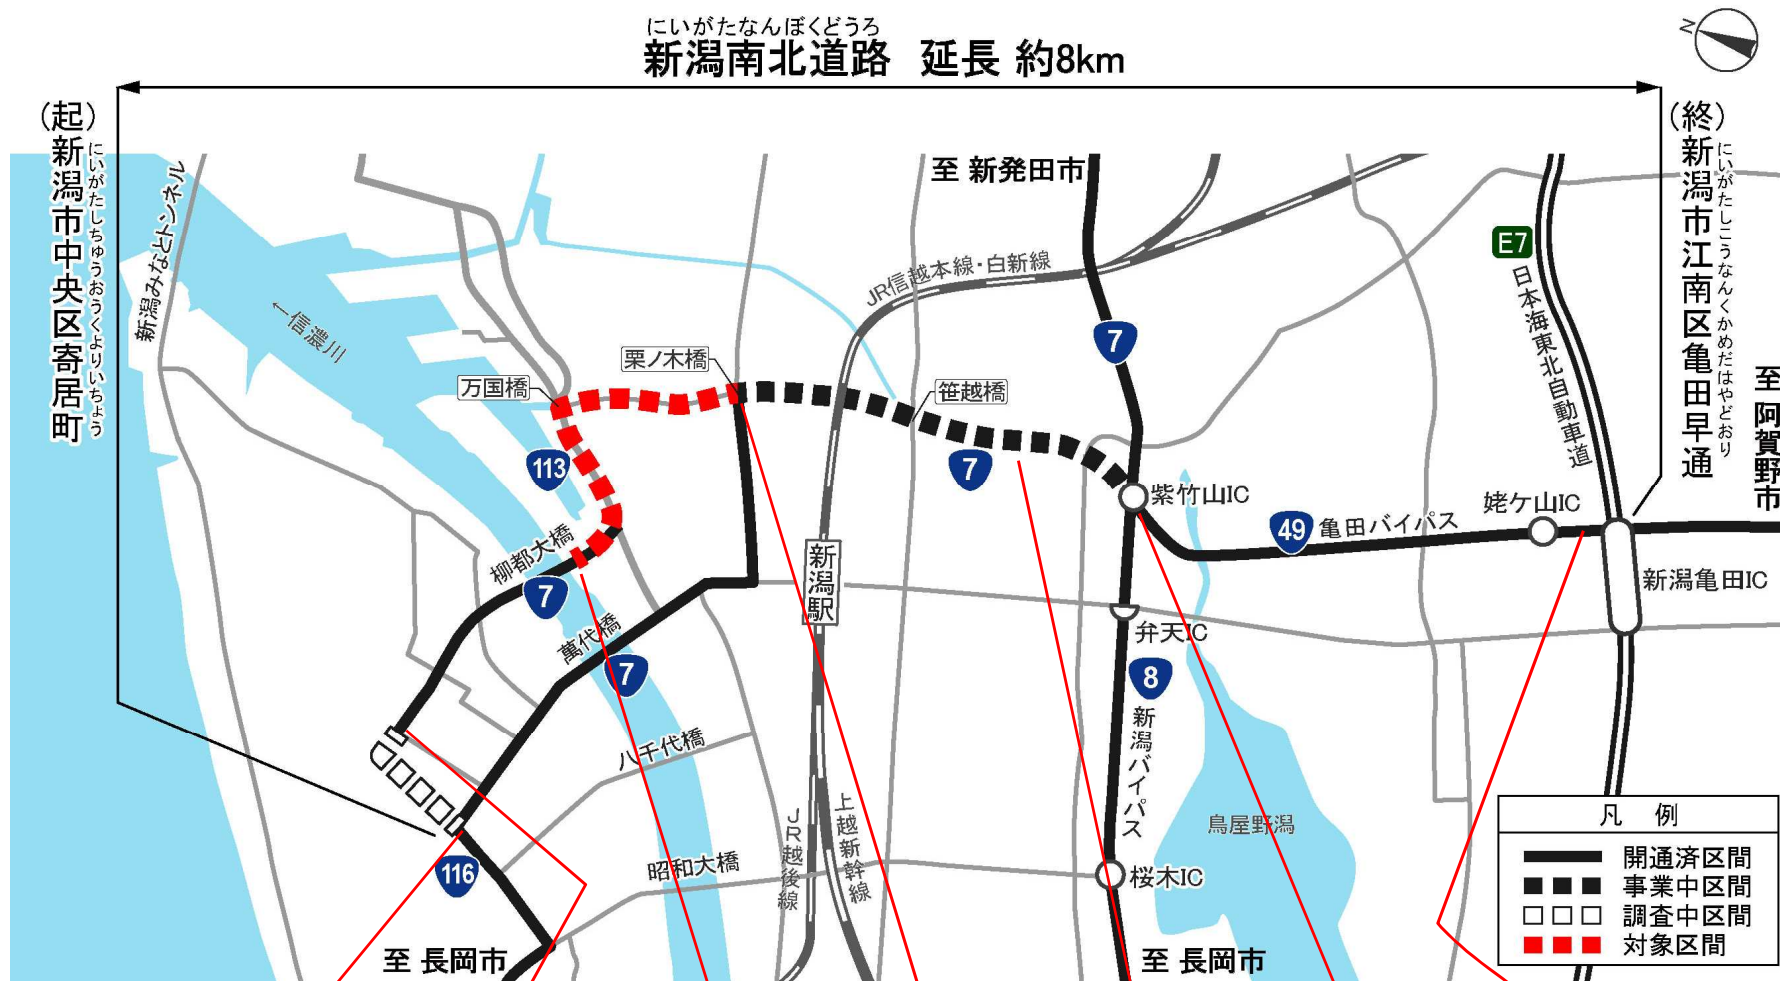 にいがたなんぼくどうろ
新潟南北道路 延長 約8km
N
(起)新潟市中央区寄居町
にいがたしちゅうおうくよりいちょう
(終)新潟市江南区亀田早通
にいがたしこうなんくかめだはやどおり
新潟みなとトンネル
←信濃川
至 新発田市
JR信越本線・白新線
E7
日本海東北自動車道
至 阿賀野市
7
栗ノ木橋
万国橋
笹越橋
113
7
紫竹山IC
姥ケ山IC
49
亀田バイパス
柳都大橋
7
新潟駅
新潟亀田IC
萬代橋
7
弁天IC
8
新潟バイパス
八千代橋
鳥屋野潟
JR越後線
上越新幹線
昭和大橋
116
桜木IC
至 長岡市
至 長岡市
凡 例
開通済区間
事業中区間
調査中区間
対象区間